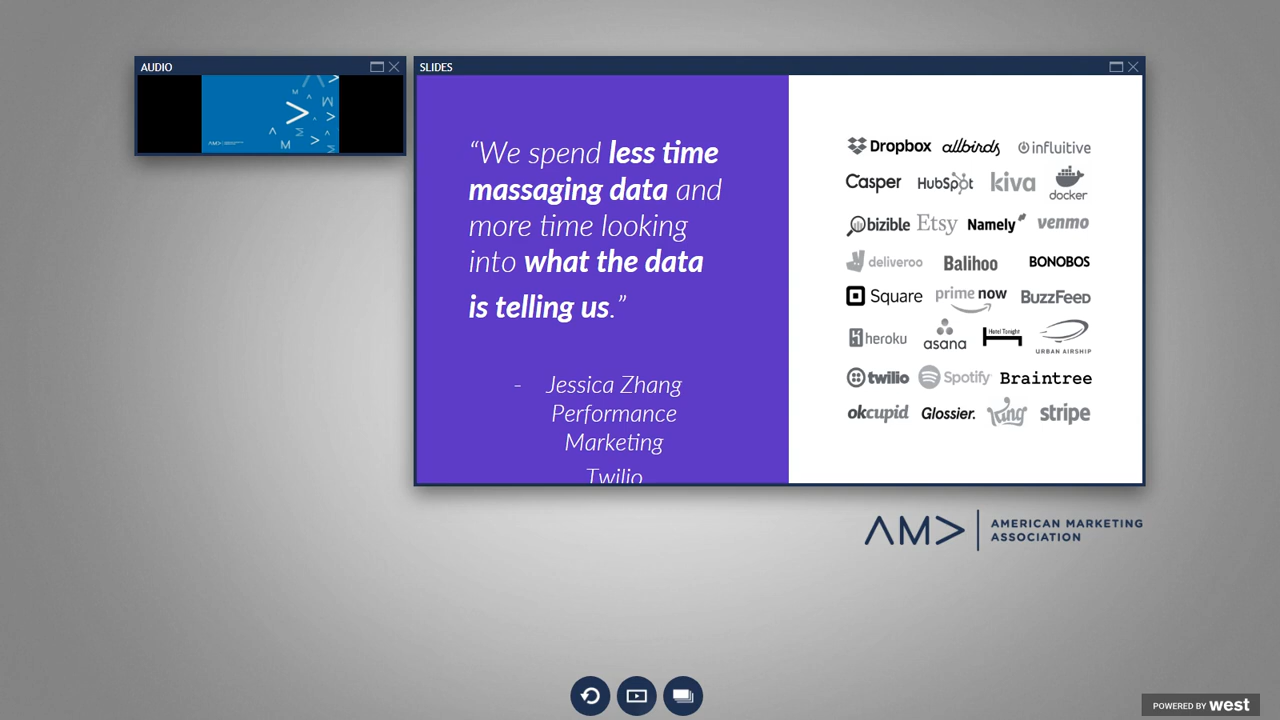 AUDIO
SLIDES
“We spend less time
massaging data and
more time looking
into what the data
is telling us.”
- Jessica Zhang
Performance
Marketing
Twilio
Dropbox allbirds influitive
Casper HubSpot kiva docker
bizible Etsy Namely venmo
deliveroo Balihoo BONOBOS
Square prime now BuzzFeed
heroku asana Hotel Tonight URBAN AIRSHIP
twilio Spotify Braintree
okcupid Glossier. King stripe
AMERICAN MARKETING
ASSOCIATION
POWERED BY west